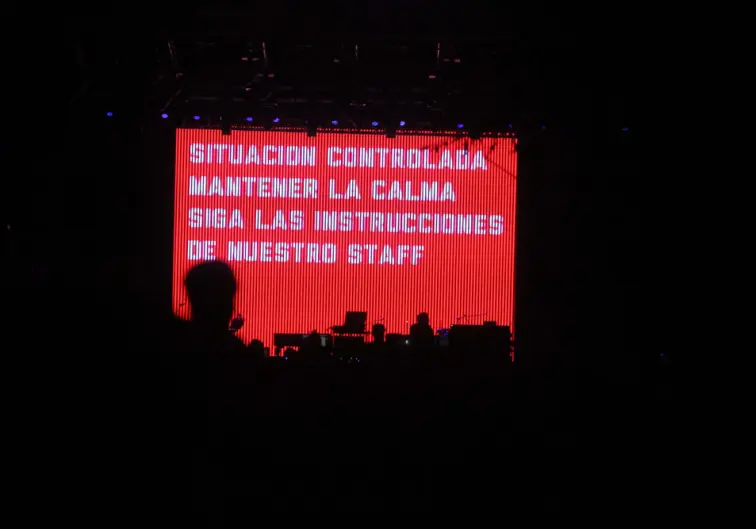 SITUACION CONTROLADA
MANTENER LA CALMA
SIGA LAS INSTRUCCIONES
DE NUESTRO STAFF